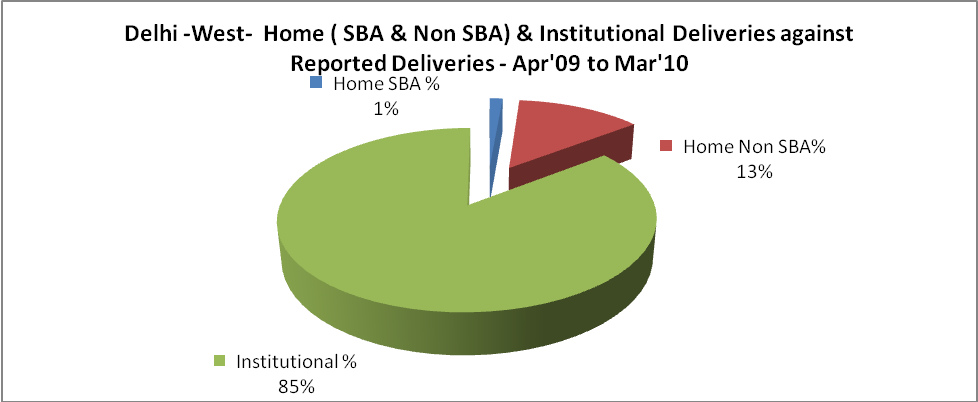 Delhi -West-  Home ( SBA & Non SBA) & Institutional Deliveries against
Reported Deliveries - Apr'09 to Mar'10
Home SBA %
1%
Home Non SBA%
13%
Institutional %
85%